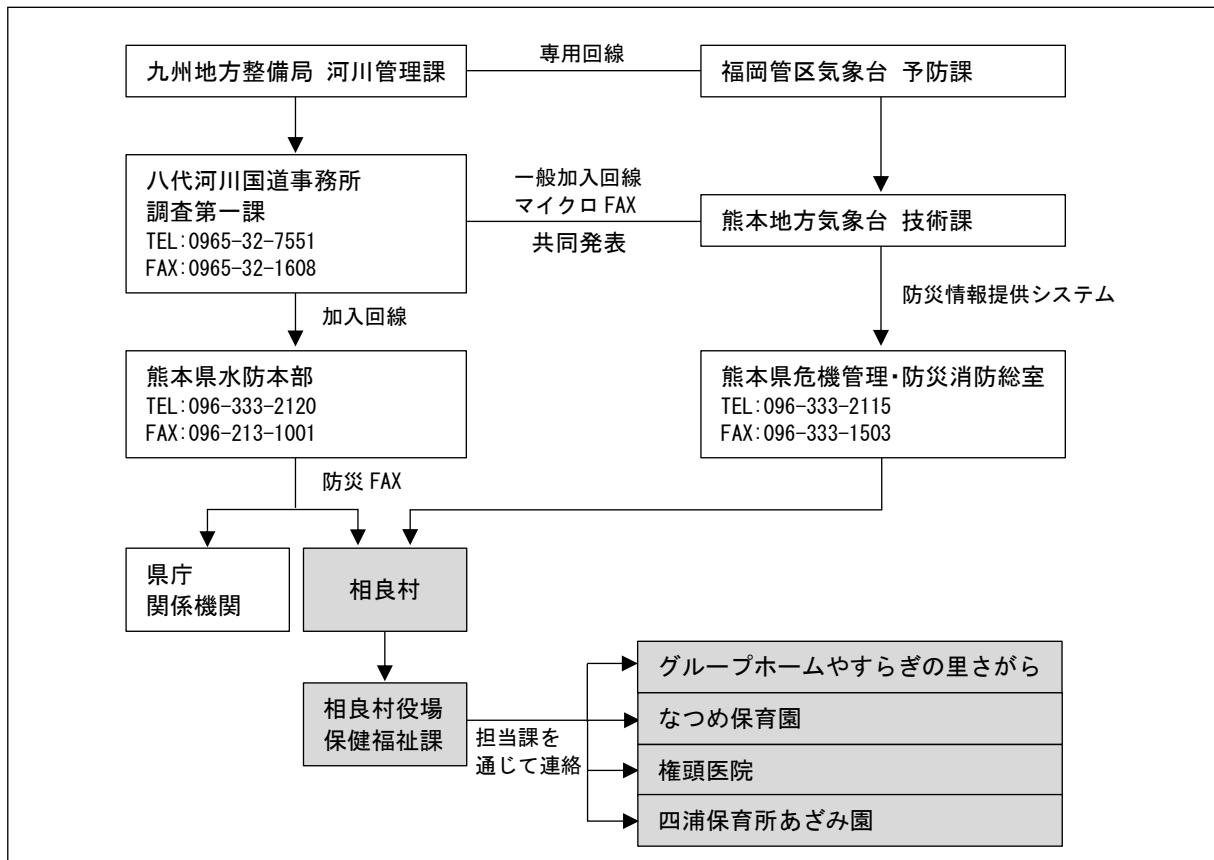 九州地方整備局 河川管理課
専用回線
福岡管区気象台 予防課
八代河川国道事務所
調査第一課
TEL:0965-32-7551
FAX:0965-32-1608
一般加入回線
マイクロFAX
共同発表
熊本地方気象台 技術課
加入回線
防災情報提供システム
熊本県水防本部
TEL:096-333-2120
FAX:096-213-1001
熊本県危機管理・防災消防総室
TEL:096-333-2115
FAX:096-333-1503
防災FAX
県庁
関係機関
相良村
相良村役場
保健福祉課
担当課を
通じて連絡
グループホームやすらぎの里さがら
なつめ保育園
権頭医院
四浦保育所あざみ園